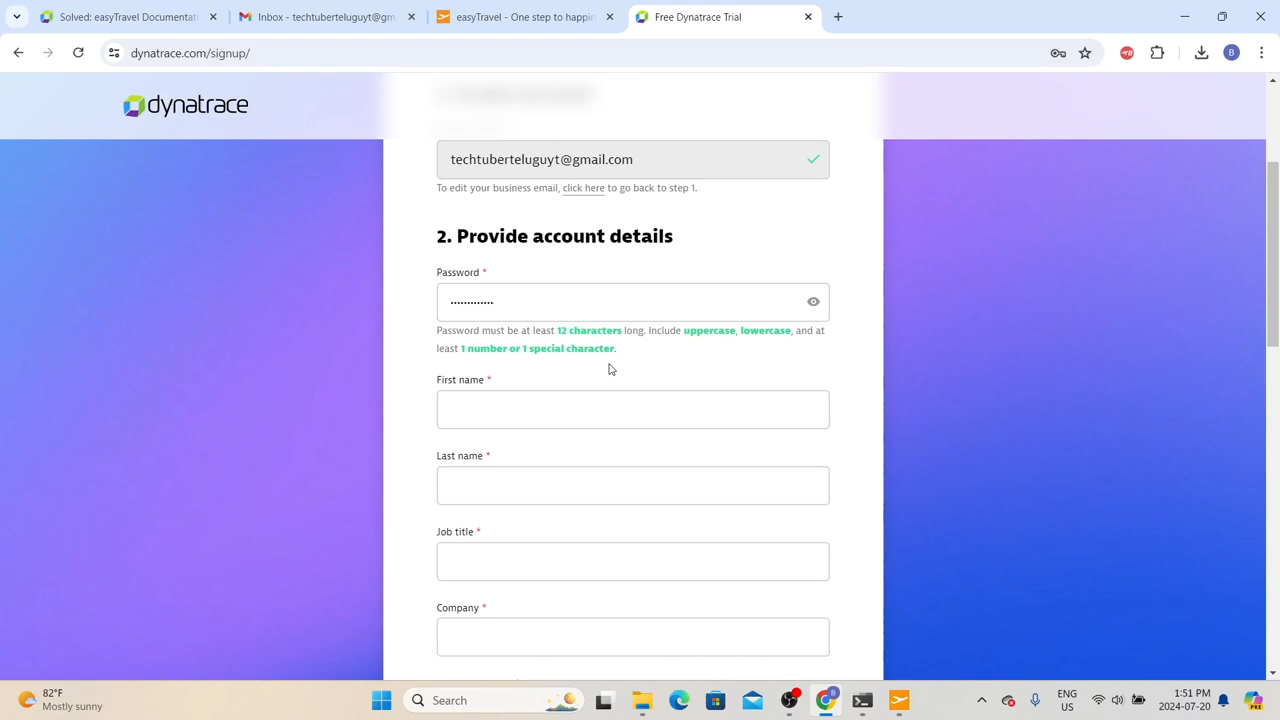 Solved: easyTravel Documentat
Inbox - techtuberteluguyt@gm
easyTravel - One step to happin
Free Dynatrace Trial
dynatrace.com/signup/
B
dynatrace
techtuberteluguyt@gmail.com
To edit your business email, click here to go back to step 1.
2. Provide account details
Password *
Password must be at least 12 characters long. Include uppercase, lowercase, and at
least 1 number or 1 special character.
First name *
Last name *
Job title *
Company *
82°F
Mostly sunny
Search
B
ENG
US
1:51 PM
2024-07-20
PRE